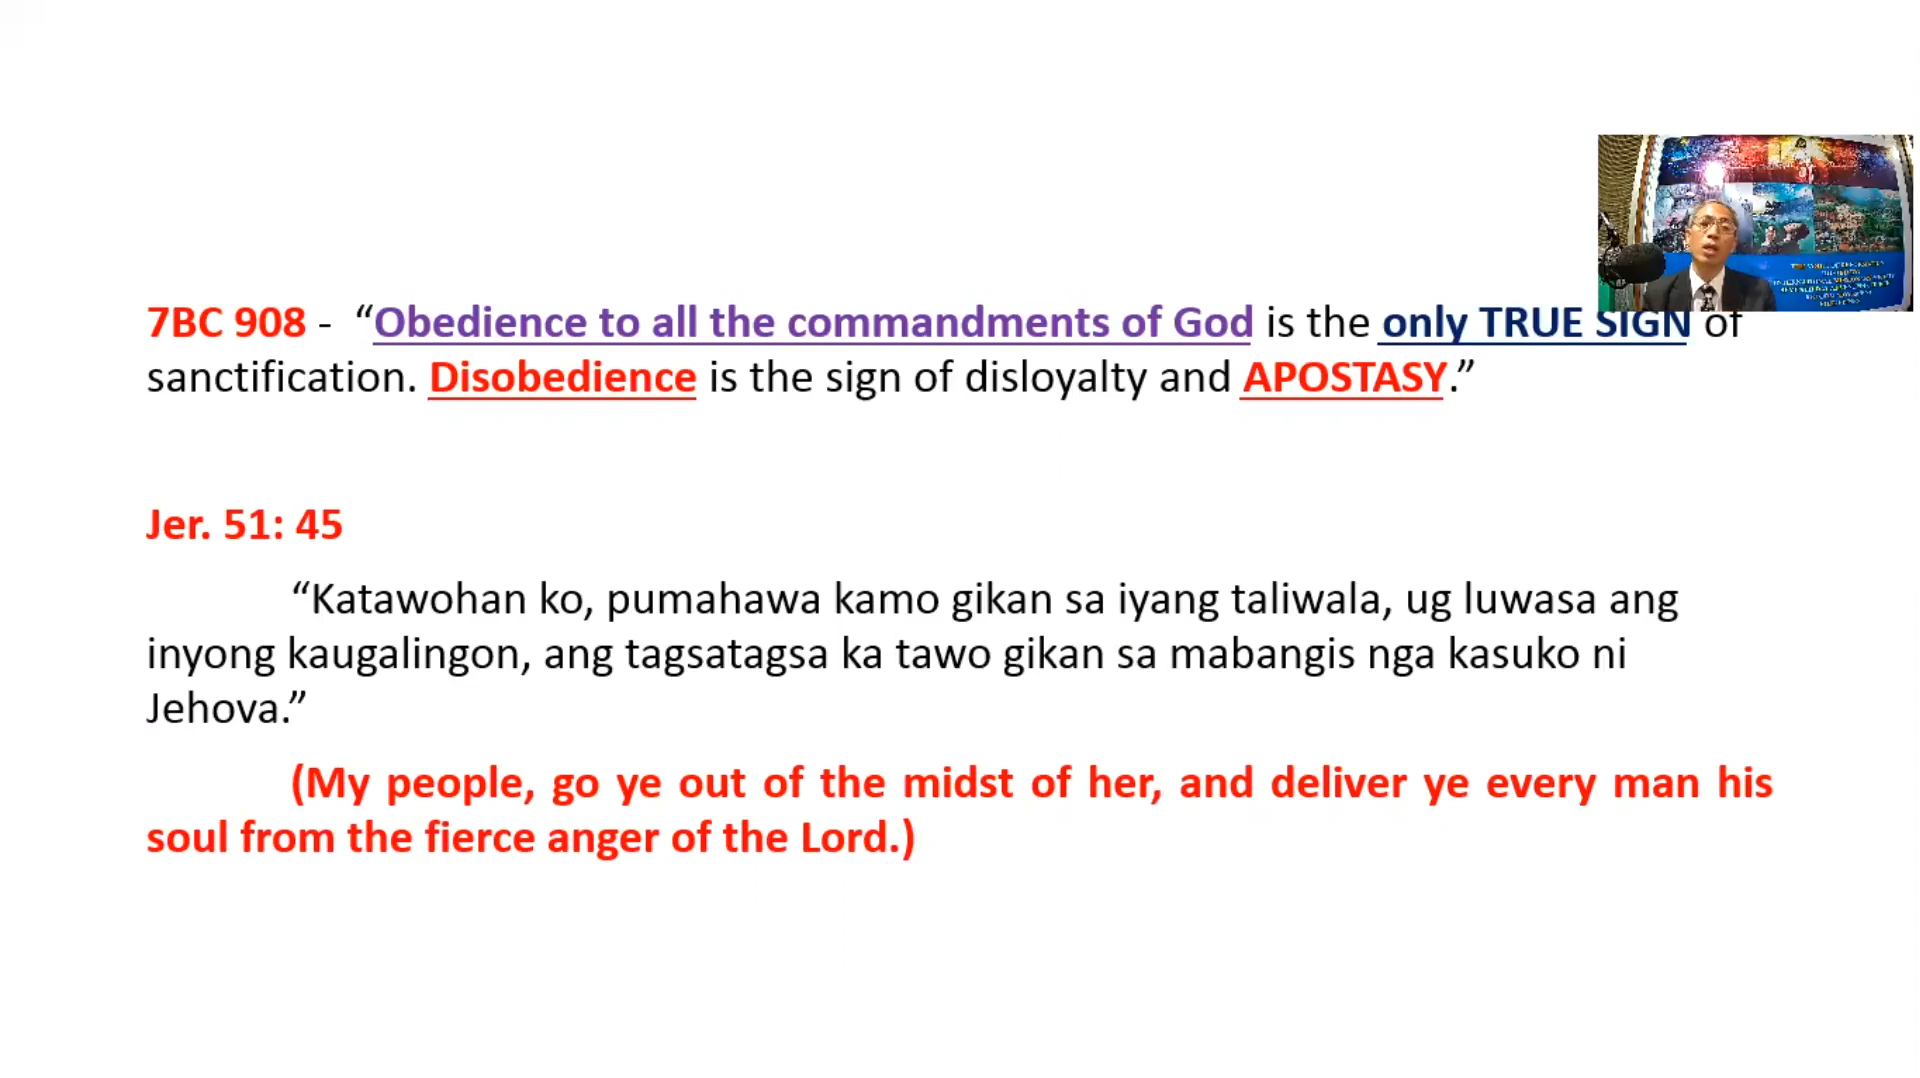 7BC 908 - “Obedience to all the commandments of God is the only TRUE SIGN of
sanctification. Disobedience is the sign of disloyalty and APOSTASY.”
Jer. 51: 45
“Katawohan ko, pumahawa kamo gikan sa iyang taliwala, ug luwasa ang
inyong kaugalingon, ang tagsatagsa ka tawo gikan sa mabangis nga kasuko ni
Jehova.”
(My people, go ye out of the midst of her, and deliver ye every man his
soul from the fierce anger of the Lord.)